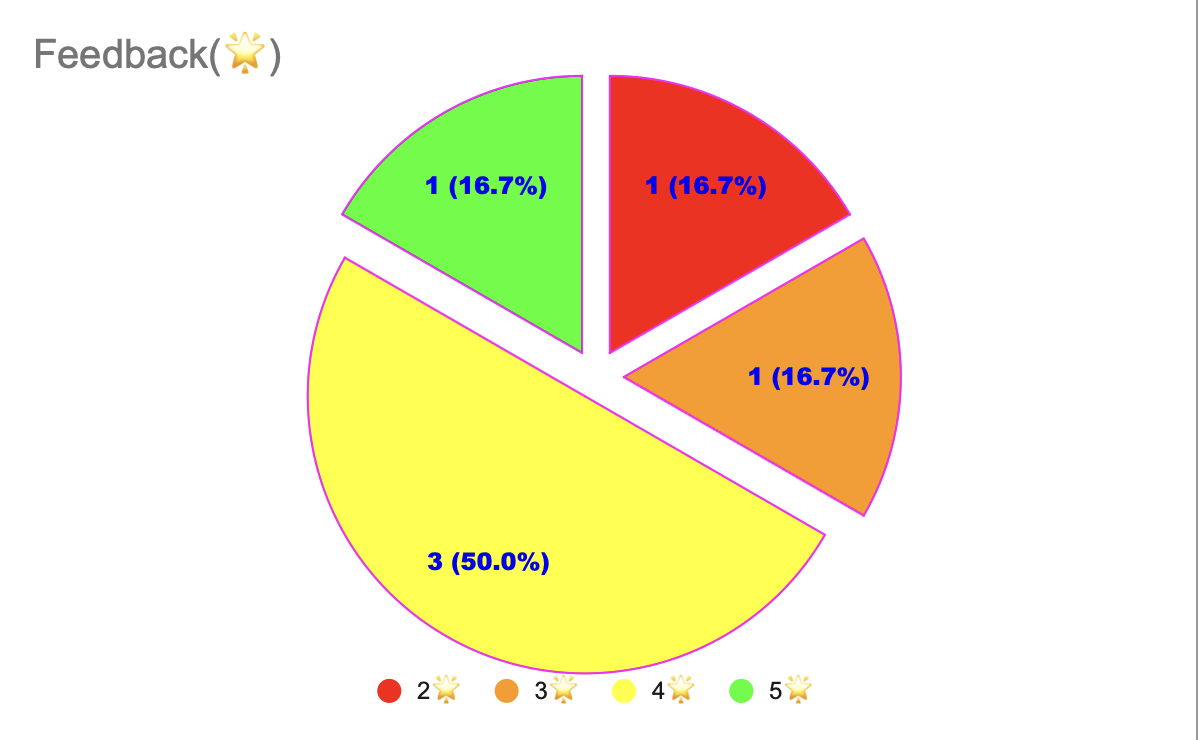 Feedback(🌟)
1 (16.7%) 1 (16.7%)
1 (16.7%)
3 (50.0%)
2🌟 3🌟 4🌟 5🌟